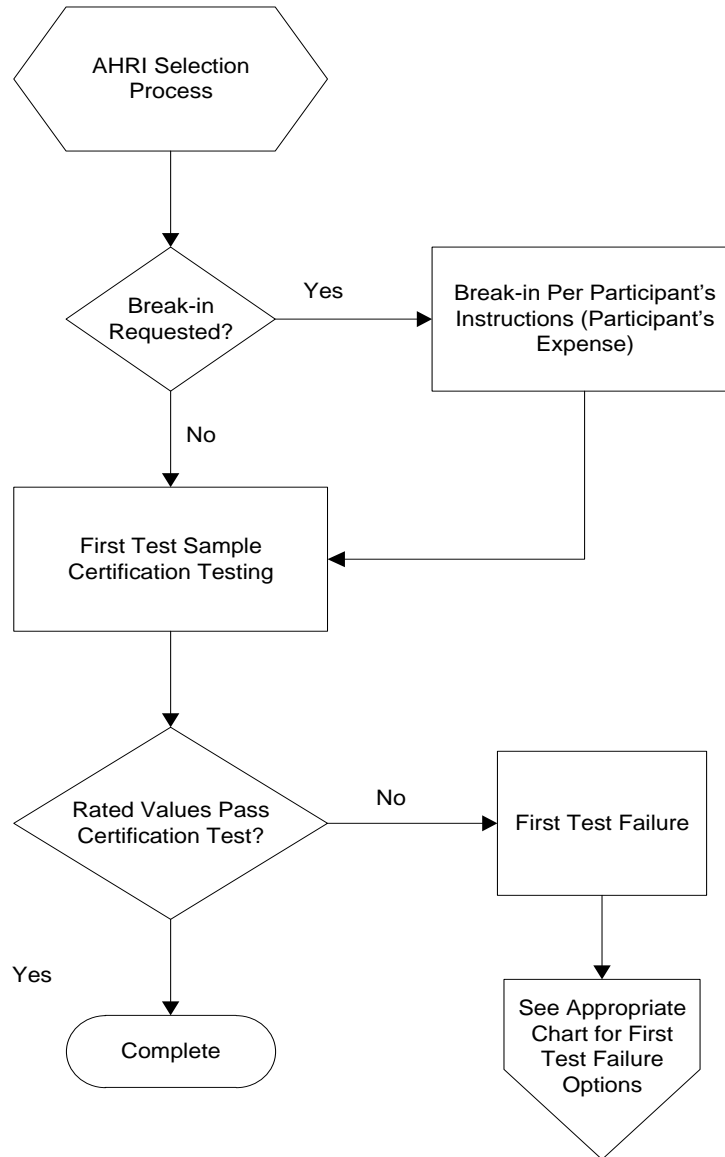 AHRI Selection
Process
Break-in
Requested?
Yes
Break-in Per Participant’s
Instructions (Participant’s
Expense)
No
First Test Sample
Certification Testing
Rated Values Pass
Certification Test?
No
First Test Failure
Yes
Complete
See Appropriate
Chart for First
Test Failure
Options